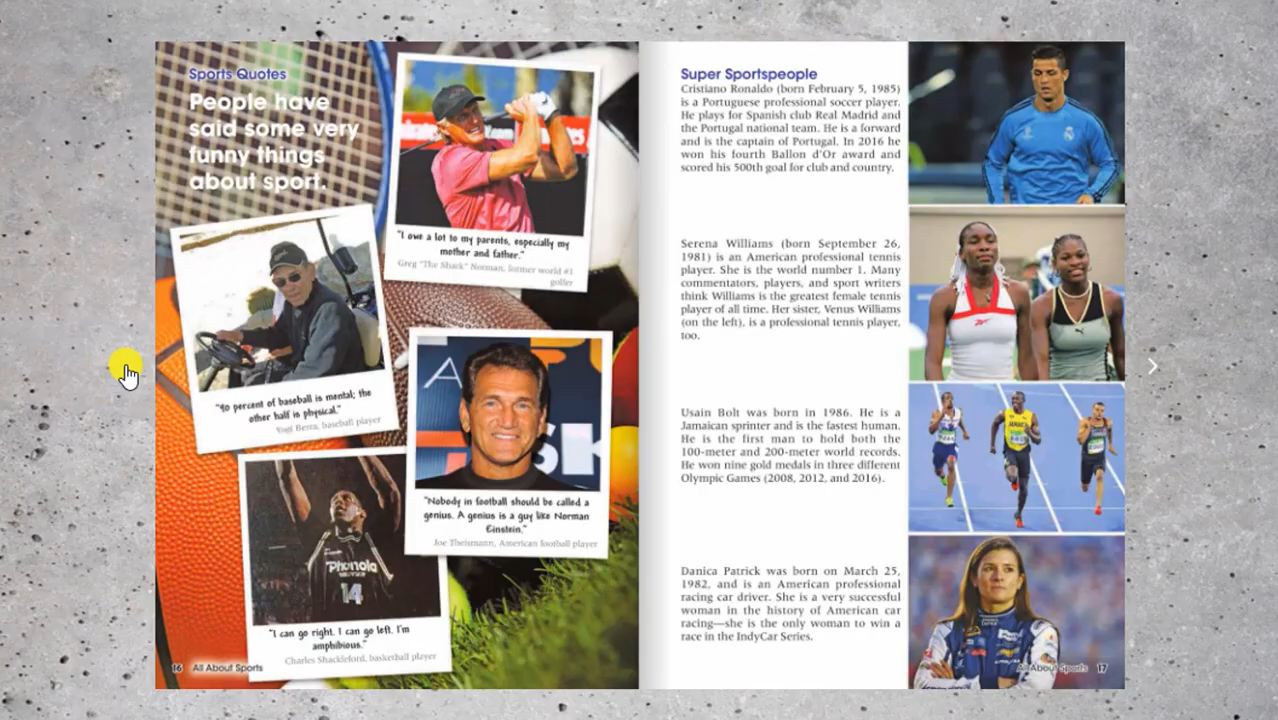 Sports Quotes
People have
said some very
funny things
about sport.
"I owe a lot to my parents, especially my
mother and father."
Greg "The Shark" Norman, former world #1
golfer
"90 percent of baseball is mental; the
other half is physical."
Yogi Berra, baseball player
"Nobody in football should be called a
genius. A genius is a guy like Norman
Einstein."
Joe Theismann, American football player
Phonola
14
"I can go right. I can go left. I'm
amphibious."
Charles Shackleford, basketball player
16 All About Sports
Super Sportspeople
Cristiano Ronaldo (born February 5, 1985)
is a Portuguese professional soccer player.
He plays for Spanish club Real Madrid and
the Portugal national team. He is a forward
and is the captain of Portugal. In 2016 he
won his fourth Ballon d'Or award and
scored his 500th goal for club and country.
Serena Williams (born September 26,
1981) is an American professional tennis
player. She is the world number 1. Many
commentators, players, and sport writers
think Williams is the greatest female tennis
player of all time. Her sister, Venus Williams
(on the left), is a professional tennis player,
too.
Usain Bolt was born in 1986. He is a
Jamaican sprinter and is the fastest human.
He is the first man to hold both the
100-meter and 200-meter world records.
He won nine gold medals in three different
Olympic Games (2008, 2012, and 2016).
JAMAICA
Danica Patrick was born on March 25,
1982, and is an American professional
racing car driver. She is a very successful
woman in the history of American car
racing—she is the only woman to win a
race in the IndyCar Series.
All About Sports 17